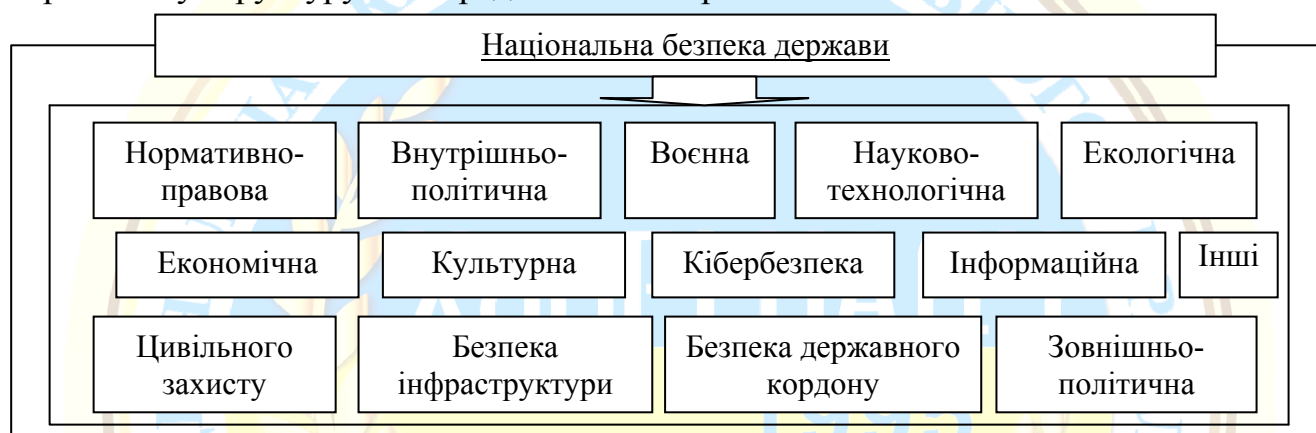 Національна безпека держави
Нормативно-
правова
Внутрішньо-
політична
Воєнна
Науково-
технологічна
Екологічна
Економічна
Культурна
Кібербезпека
Інформаційна
Інші
Цивільного
захисту
Безпека
інфраструктури
Безпека державного
кордону
Зовнішньо-
політична